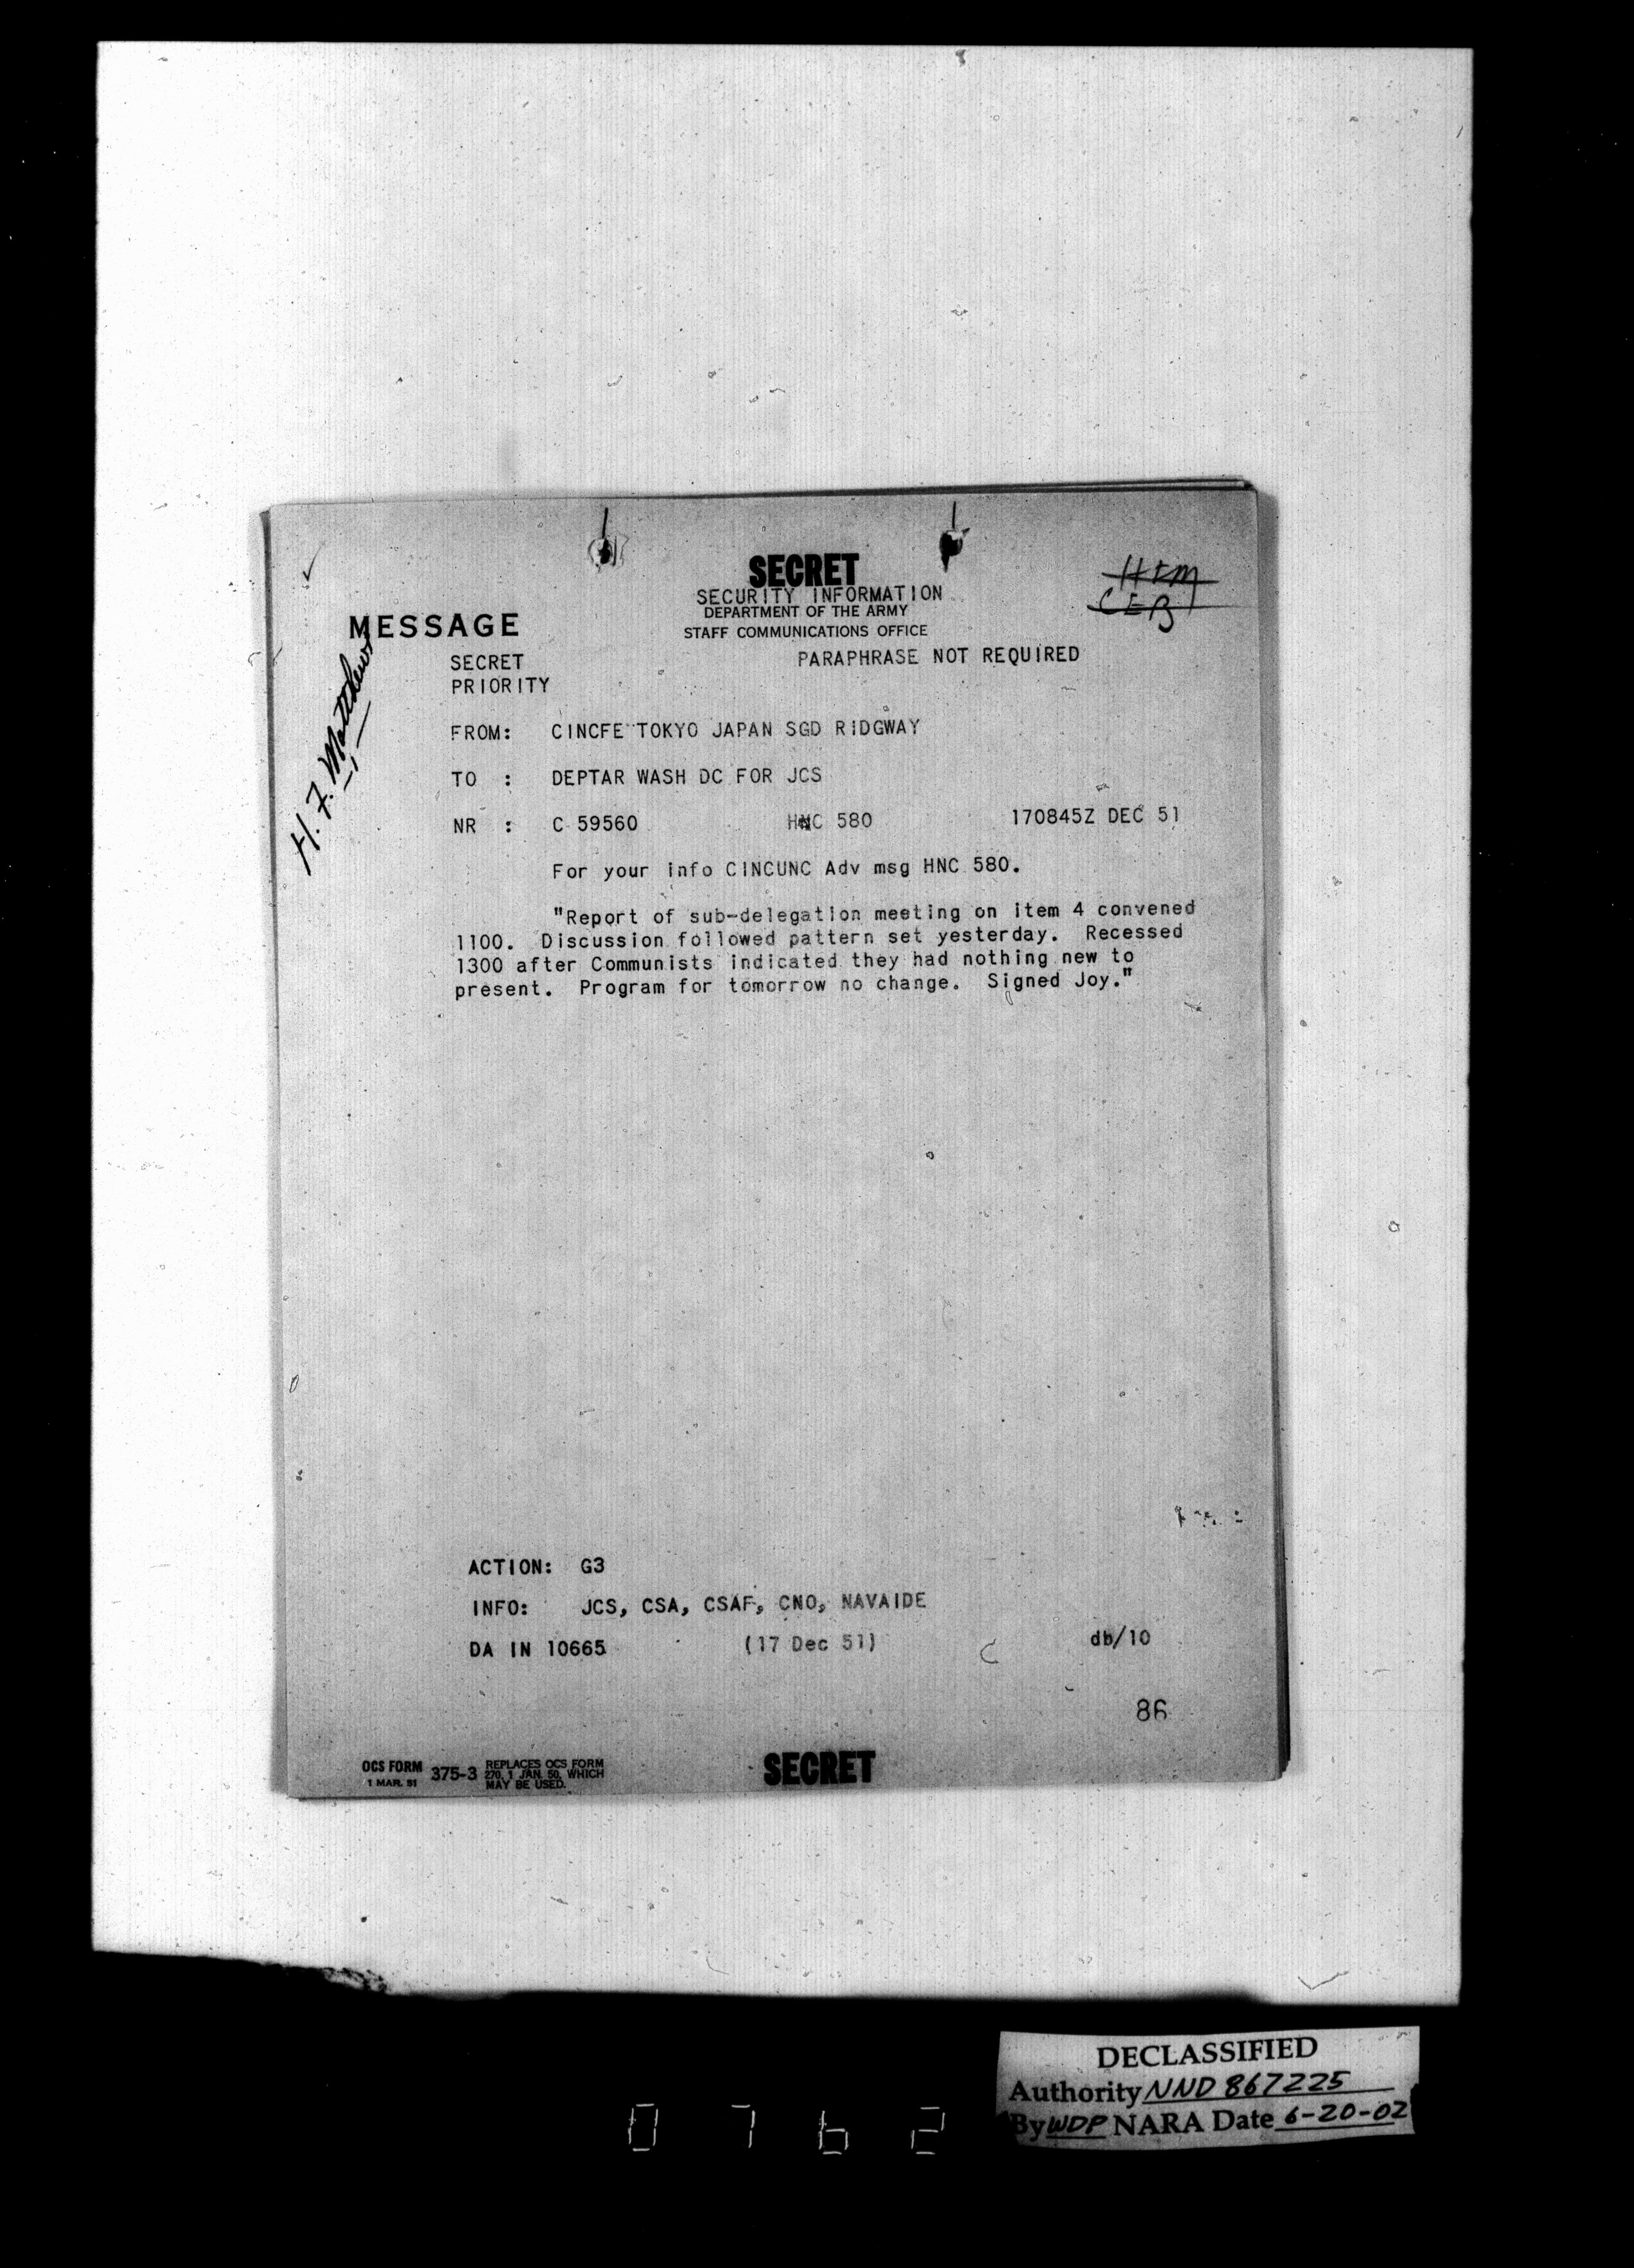 SECRET
SECURITY INFORMATION
DEPARTMENT OF THE ARMY
STAFF COMMUNICATIONS OFFICE
HFM
CEB
MESSAGE
H. F. Matthews
SECRET
PARAPHRASE NOT REQUIRED
PRIORITY
FROM: CINCFE TOKYO JAPAN SGD RIDGWAY
TO : DEPTAR WASH DC FOR JCS
NR : C 59560 HNC 580 170845Z DEC 51
For your info CINCUNC Adv msg HNC 580.
"Report of sub-delegation meeting on item 4 convened
1100. Discussion followed pattern set yesterday. Recessed
1300 after Communists indicated they had nothing new to
present. Program for tomorrow no change. Signed Joy."
ACTION: G3
INFO: JCS, CSA, CSAF, CNO, NAVAIDE
DA IN 10665 (17 Dec 51) db/10
86
OCS FORM 375-3 REPLACES OCS FORM
1 MAR. 51 270, 1 JAN. 50, WHICH
MAY BE USED.
SECRET
DECLASSIFIED
Authority NND 867225
By WDP NARA Date 6-20-02
0762